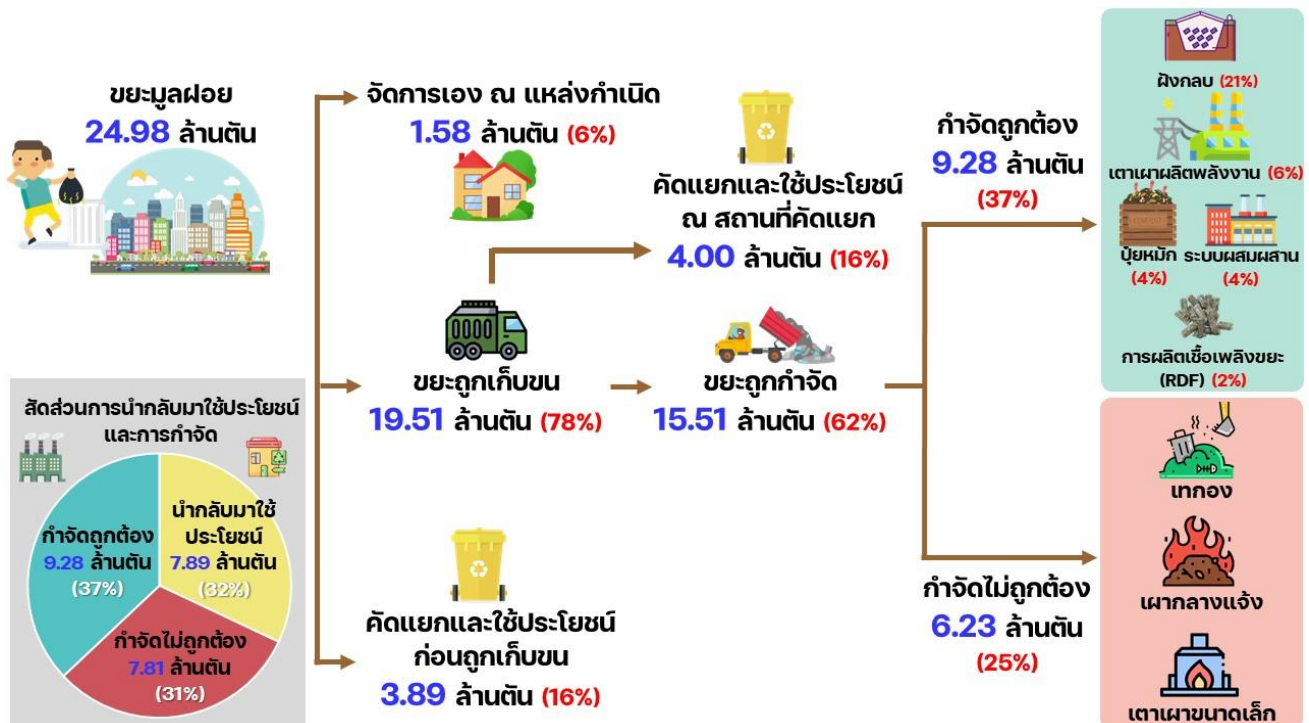 ขยะมูลฝอย
24.98 ล้านตัน
จัดการเอง ณ แหล่งกำเนิด
1.58 ล้านตัน (6%)
คัดแยกและใช้ประโยชน์
ณ สถานที่คัดแยก
4.00 ล้านตัน (16%)
ขยะถูกเก็บขน
19.51 ล้านตัน (78%)
ขยะถูกกำจัด
15.51 ล้านตัน (62%)
คัดแยกและใช้ประโยชน์
ก่อนถูกเก็บขน
3.89 ล้านตัน (16%)
กำจัดถูกต้อง
9.28 ล้านตัน
(37%)
ฝังกลบ (21%)
เตาเผาผลิตพลังงาน (6%)
COMPOST
ปุ๋ยหมัก
(4%)
ระบบผสมผสาน
(4%)
การผลิตเชื้อเพลิงขยะ
(RDF) (2%)
กำจัดไม่ถูกต้อง
6.23 ล้านตัน
(25%)
เทกอง
เผากลางแจ้ง
เตาเผาขนาดเล็ก
สัดส่วนการนำกลับมาใช้ประโยชน์
และการกำจัด
กำจัดถูกต้อง
9.28 ล้านตัน
(37%)
นำกลับมาใช้
ประโยชน์
7.89 ล้านตัน
(32%)
กำจัดไม่ถูกต้อง
7.81 ล้านตัน
(31%)